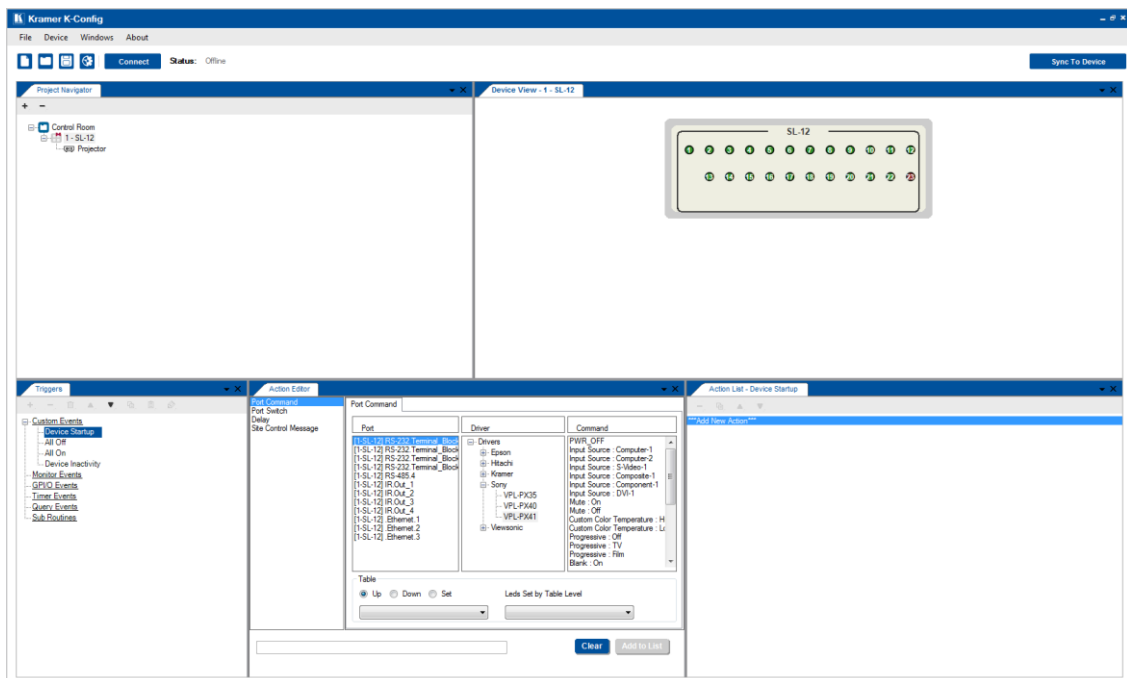 Kramer K-Config
File Device Windows About
Connect Status: Offline Sync To Device
Project Navigator
+ -
Control Room
1 - SL-12
Projector
Device View - 1 - SL-12
SL-12
1 2 3 4 5 6 7 8 9 10 11 12
13 14 15 16 17 18 19 20 21 22 23
Triggers
Custom Events
Device Startup
All Off
All On
Device Inactivity
Monitor Events
GPI/O Events
Timer Events
Query Events
Sub Routines
Action Editor
Port Command
Port Switch
Delay
Site Control Message
Port Command
Port
[1-SL-12] RS-232.Terminal_Block
[1-SL-12] RS-232.Terminal_Block
[1-SL-12] RS-232.Terminal_Block
[1-SL-12] RS-232.Terminal_Block
[1-SL-12] RS-485.4
[1-SL-12] IR.Out_1
[1-SL-12] IR.Out_2
[1-SL-12] IR.Out_3
[1-SL-12] IR.Out_4
[1-SL-12] .Ethernet.1
[1-SL-12] .Ethernet.2
[1-SL-12] .Ethernet.3
Driver
Drivers
Epson
Hitachi
Kramer
Sony
VPL-PX35
VPL-PX40
VPL-PX41
Viewsonic
Command
PWR_OFF
Input Source : Computer-1
Input Source : Computer-2
Input Source : S-Video-1
Input Source : Composite-1
Input Source : Component-1
Input Source : DVI-1
Mute : On
Mute : Off
Custom Color Temperature : H
Custom Color Temperature : Lo
Progressive : Off
Progressive : TV
Progressive : Film
Blank : On
Table
Up Down Set Leds Set by Table Level
Clear Add to List
Action List - Device Startup
***Add New Action***